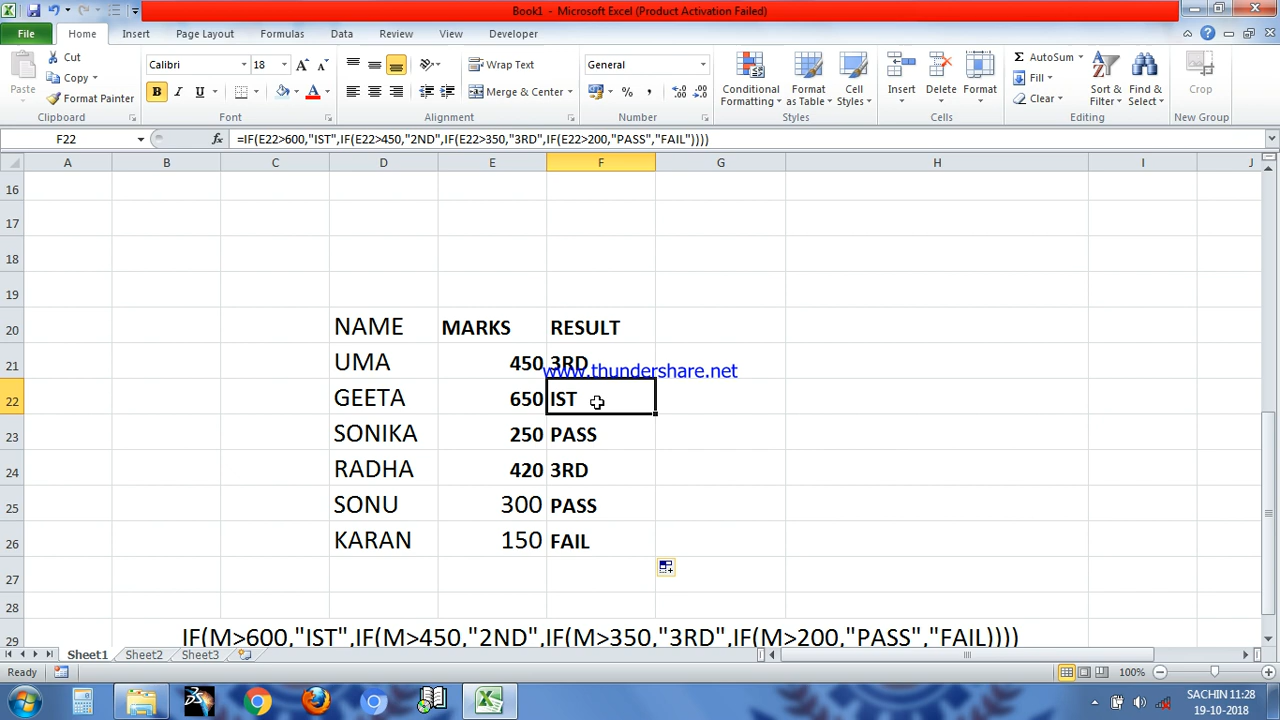 Book1 - Microsoft Excel (Product Activation Failed)
File Home Insert Page Layout Formulas Data Review View Developer
Paste
Cut
Copy
Format Painter
Clipboard
Calibri 18
B I U
Font
Wrap Text
Merge & Center
Alignment
General
%
Number
Conditional Formatting
Format as Table
Cell Styles
Styles
Insert Delete Format
Cells
AutoSum
Fill
Clear
Sort & Filter
Find & Select
Editing
Crop
New Group
F22 fx =IF(E22>600,"IST",IF(E22>450,"2ND",IF(E22>350,"3RD",IF(E22>200,"PASS","FAIL"))))
A B C D E F G H I J
16
17
18
19
20 NAME MARKS RESULT
21 UMA 450 3RD
www.thundershare.net
22 GEETA 650 IST
23 SONIKA 250 PASS
24 RADHA 420 3RD
25 SONU 300 PASS
26 KARAN 150 FAIL
27
28
29 IF(M>600,"IST",IF(M>450,"2ND",IF(M>350,"3RD",IF(M>200,"PASS","FAIL))))
Sheet1 Sheet2 Sheet3
Ready 100%
SACHIN 11:28
19-10-2018